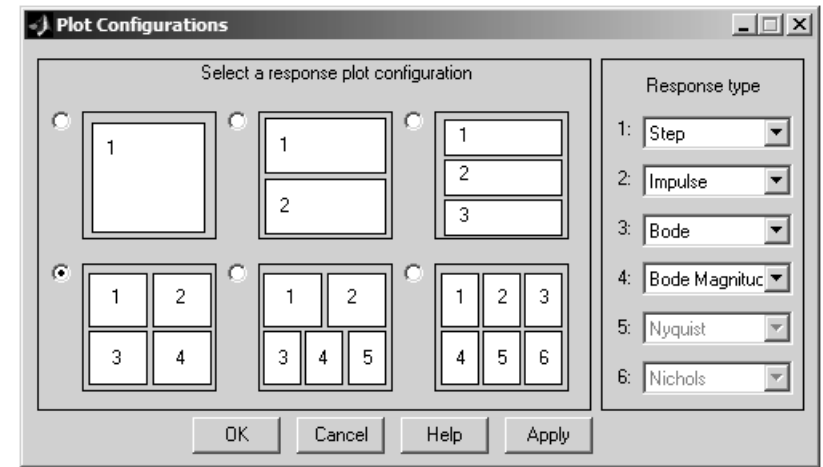 Plot Configurations
Select a response plot configuration
1
1
2
1
2
3
1 2
3 4
1 2
3 4 5
1 2 3
4 5 6
Response type
1: Step
2: Impulse
3: Bode
4: Bode Magnituc
5: Nyquist
6: Nichols
OK Cancel Help Apply